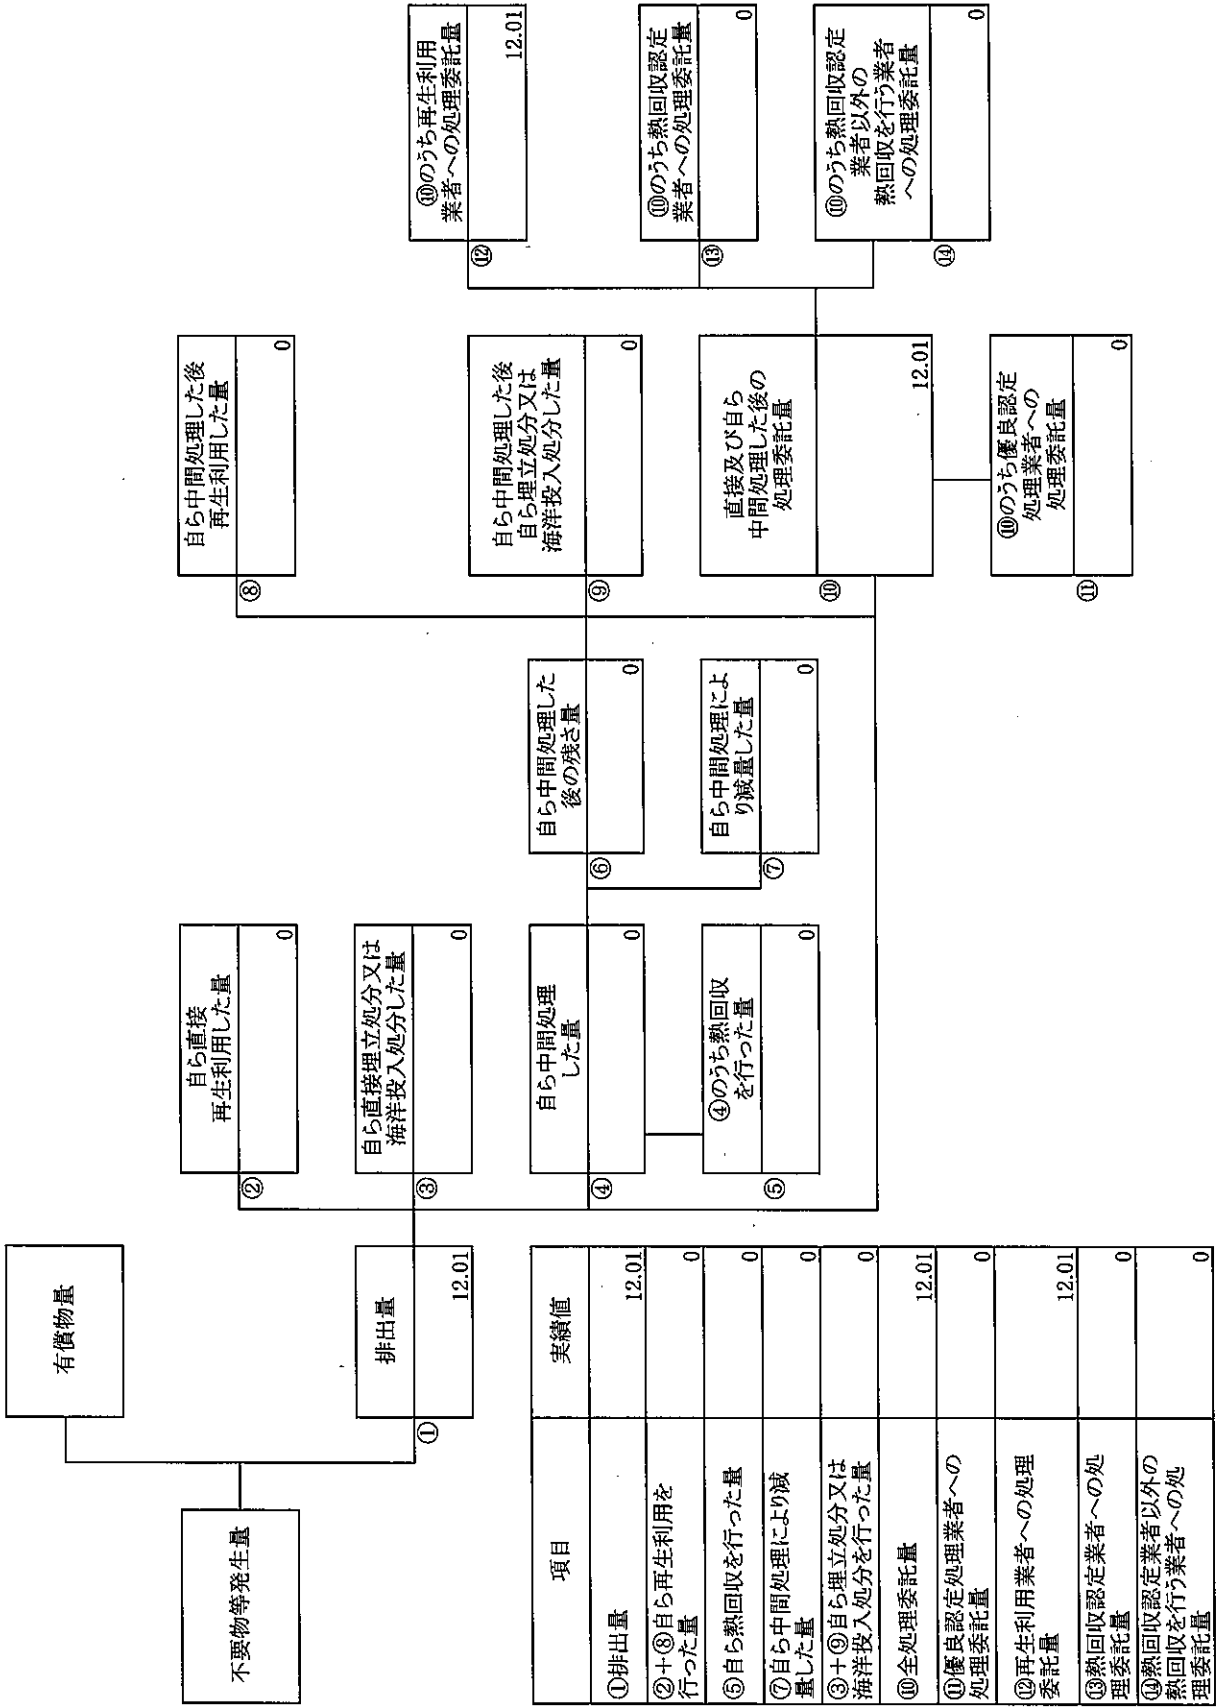 不要物等発生量
有償物量
①
排出量
12.01
②
自ら直接
再生利用した量
0
③
自ら直接埋立処分又は
海洋投入処分した量
0
④
自ら中間処理
した量
0
⑤
④のうち熱回収
を行った量
0
⑥
自ら中間処理した
後の残さ量
0
⑦
自ら中間処理によ
り減量した量
0
⑧
自ら中間処理した後
再生利用した量
0
⑨
自ら中間処理した後
自ら埋立処分又は
海洋投入処分した量
0
⑩
直接及び自ら
中間処理した後の
処理委託量
12.01
⑪
⑩のうち優良認定
処理業者への
処理委託量
0
⑫
⑩のうち再生利用
業者への処理委託量
12.01
⑬
⑩のうち熱回収認定
業者への処理委託量
0
⑭
⑩のうち熱回収認定
業者以外の
熱回収を行う業者
への処理委託量
0
項目 実績値
①排出量 12.01
②+⑧自ら再生利用を
行った量 0
⑤自ら熱回収を行った量 0
⑦自ら中間処理により減
量した量 0
③+⑨自ら埋立処分又は
海洋投入処分を行った量 0
⑩全処理委託量 12.01
⑪優良認定処理業者への
処理委託量 0
⑫再生利用業者への処理
委託量 12.01
⑬熱回収認定業者への処
理委託量 0
⑭熱回収認定業者以外の
熱回収を行う業者への処
理委託量 0